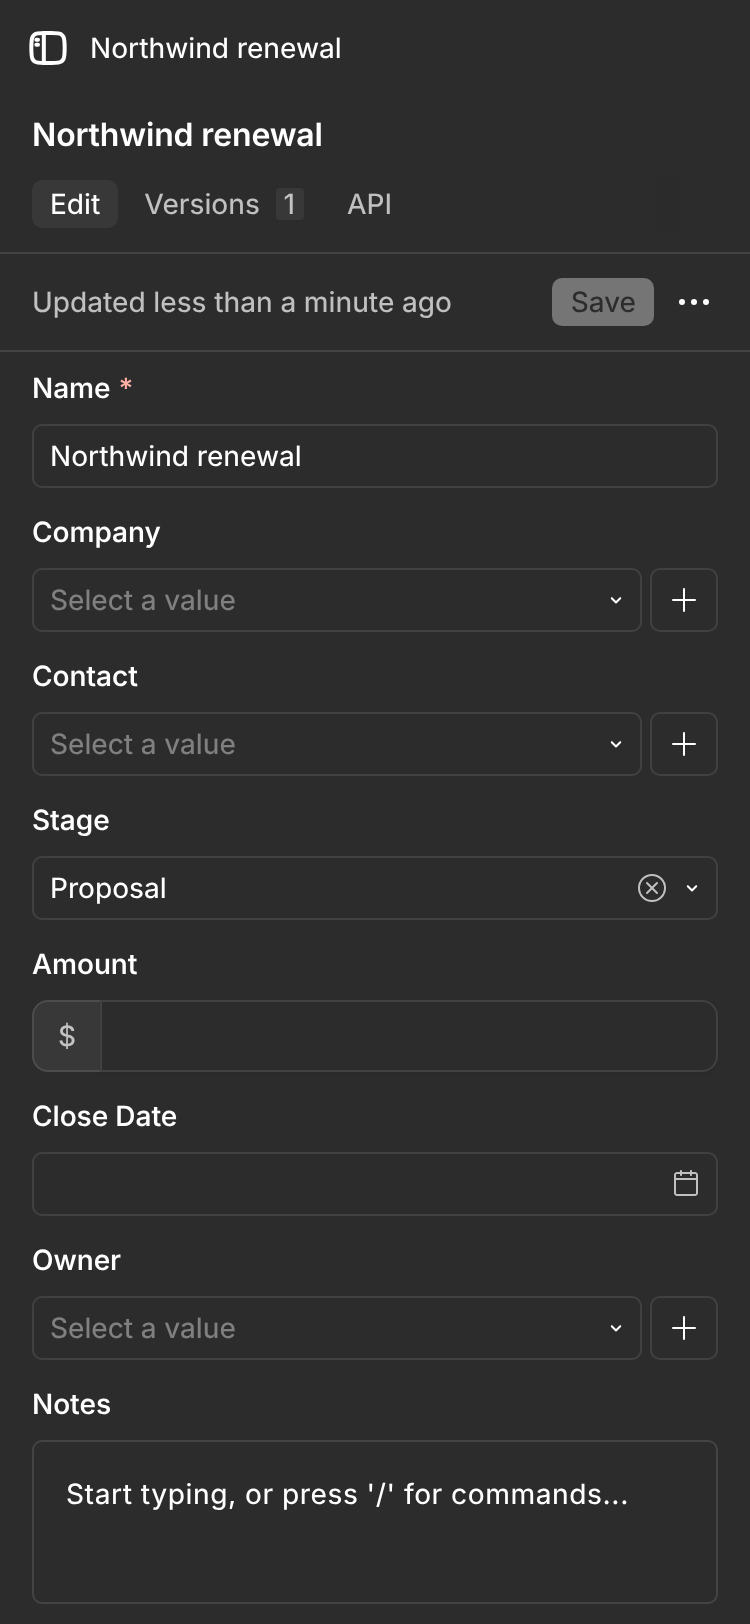 Northwind renewal
Northwind renewal
Edit Versions 1 API
Updated less than a minute ago Save
Name *
Northwind renewal
Company
Select a value
Contact
Select a value
Stage
Proposal
Amount
$
Close Date
Owner
Select a value
Notes
Start typing, or press '/' for commands...